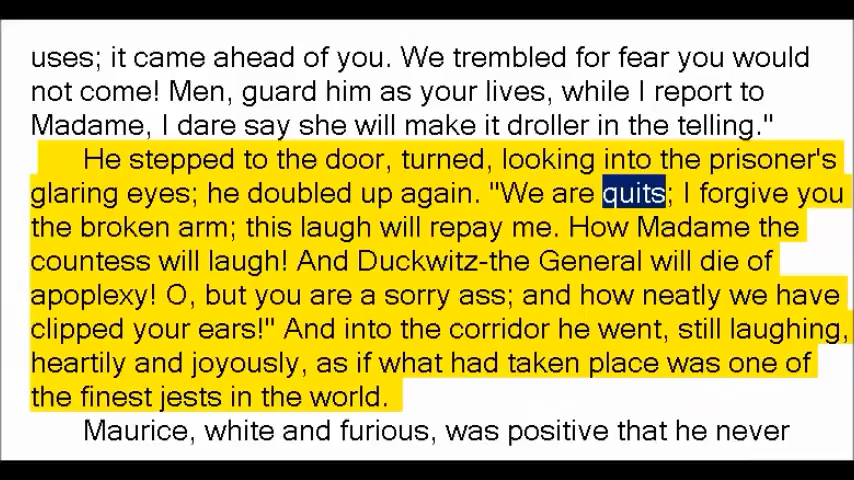 uses; it came ahead of you. We trembled for fear you would
not come! Men, guard him as your lives, while I report to
Madame, I dare say she will make it droller in the telling."
He stepped to the door, turned, looking into the prisoner's
glaring eyes; he doubled up again. "We are quits; I forgive you
the broken arm; this laugh will repay me. How Madame the
countess will laugh! And Duckwitz-the General will die of
apoplexy! O, but you are a sorry ass; and how neatly we have
clipped your ears!" And into the corridor he went, still laughing,
heartily and joyously, as if what had taken place was one of
the finest jests in the world.
Maurice, white and furious, was positive that he never